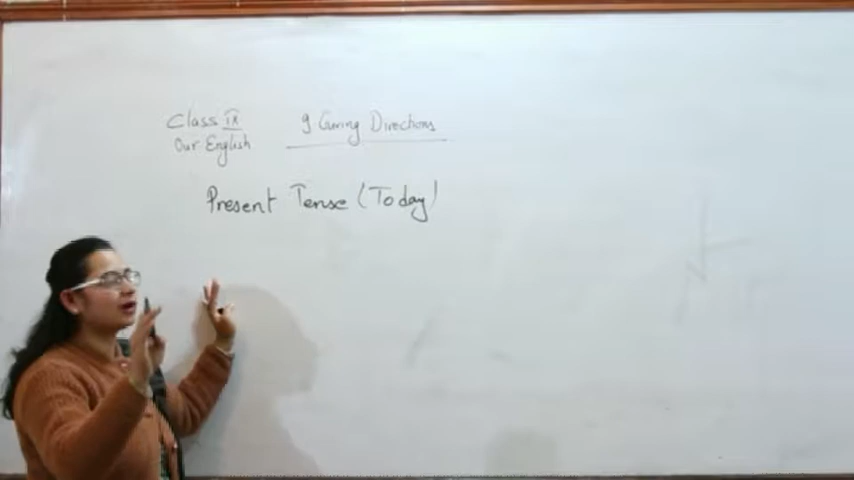 Class IX
Our English
9 Giving Directions
Present Tense (Today)